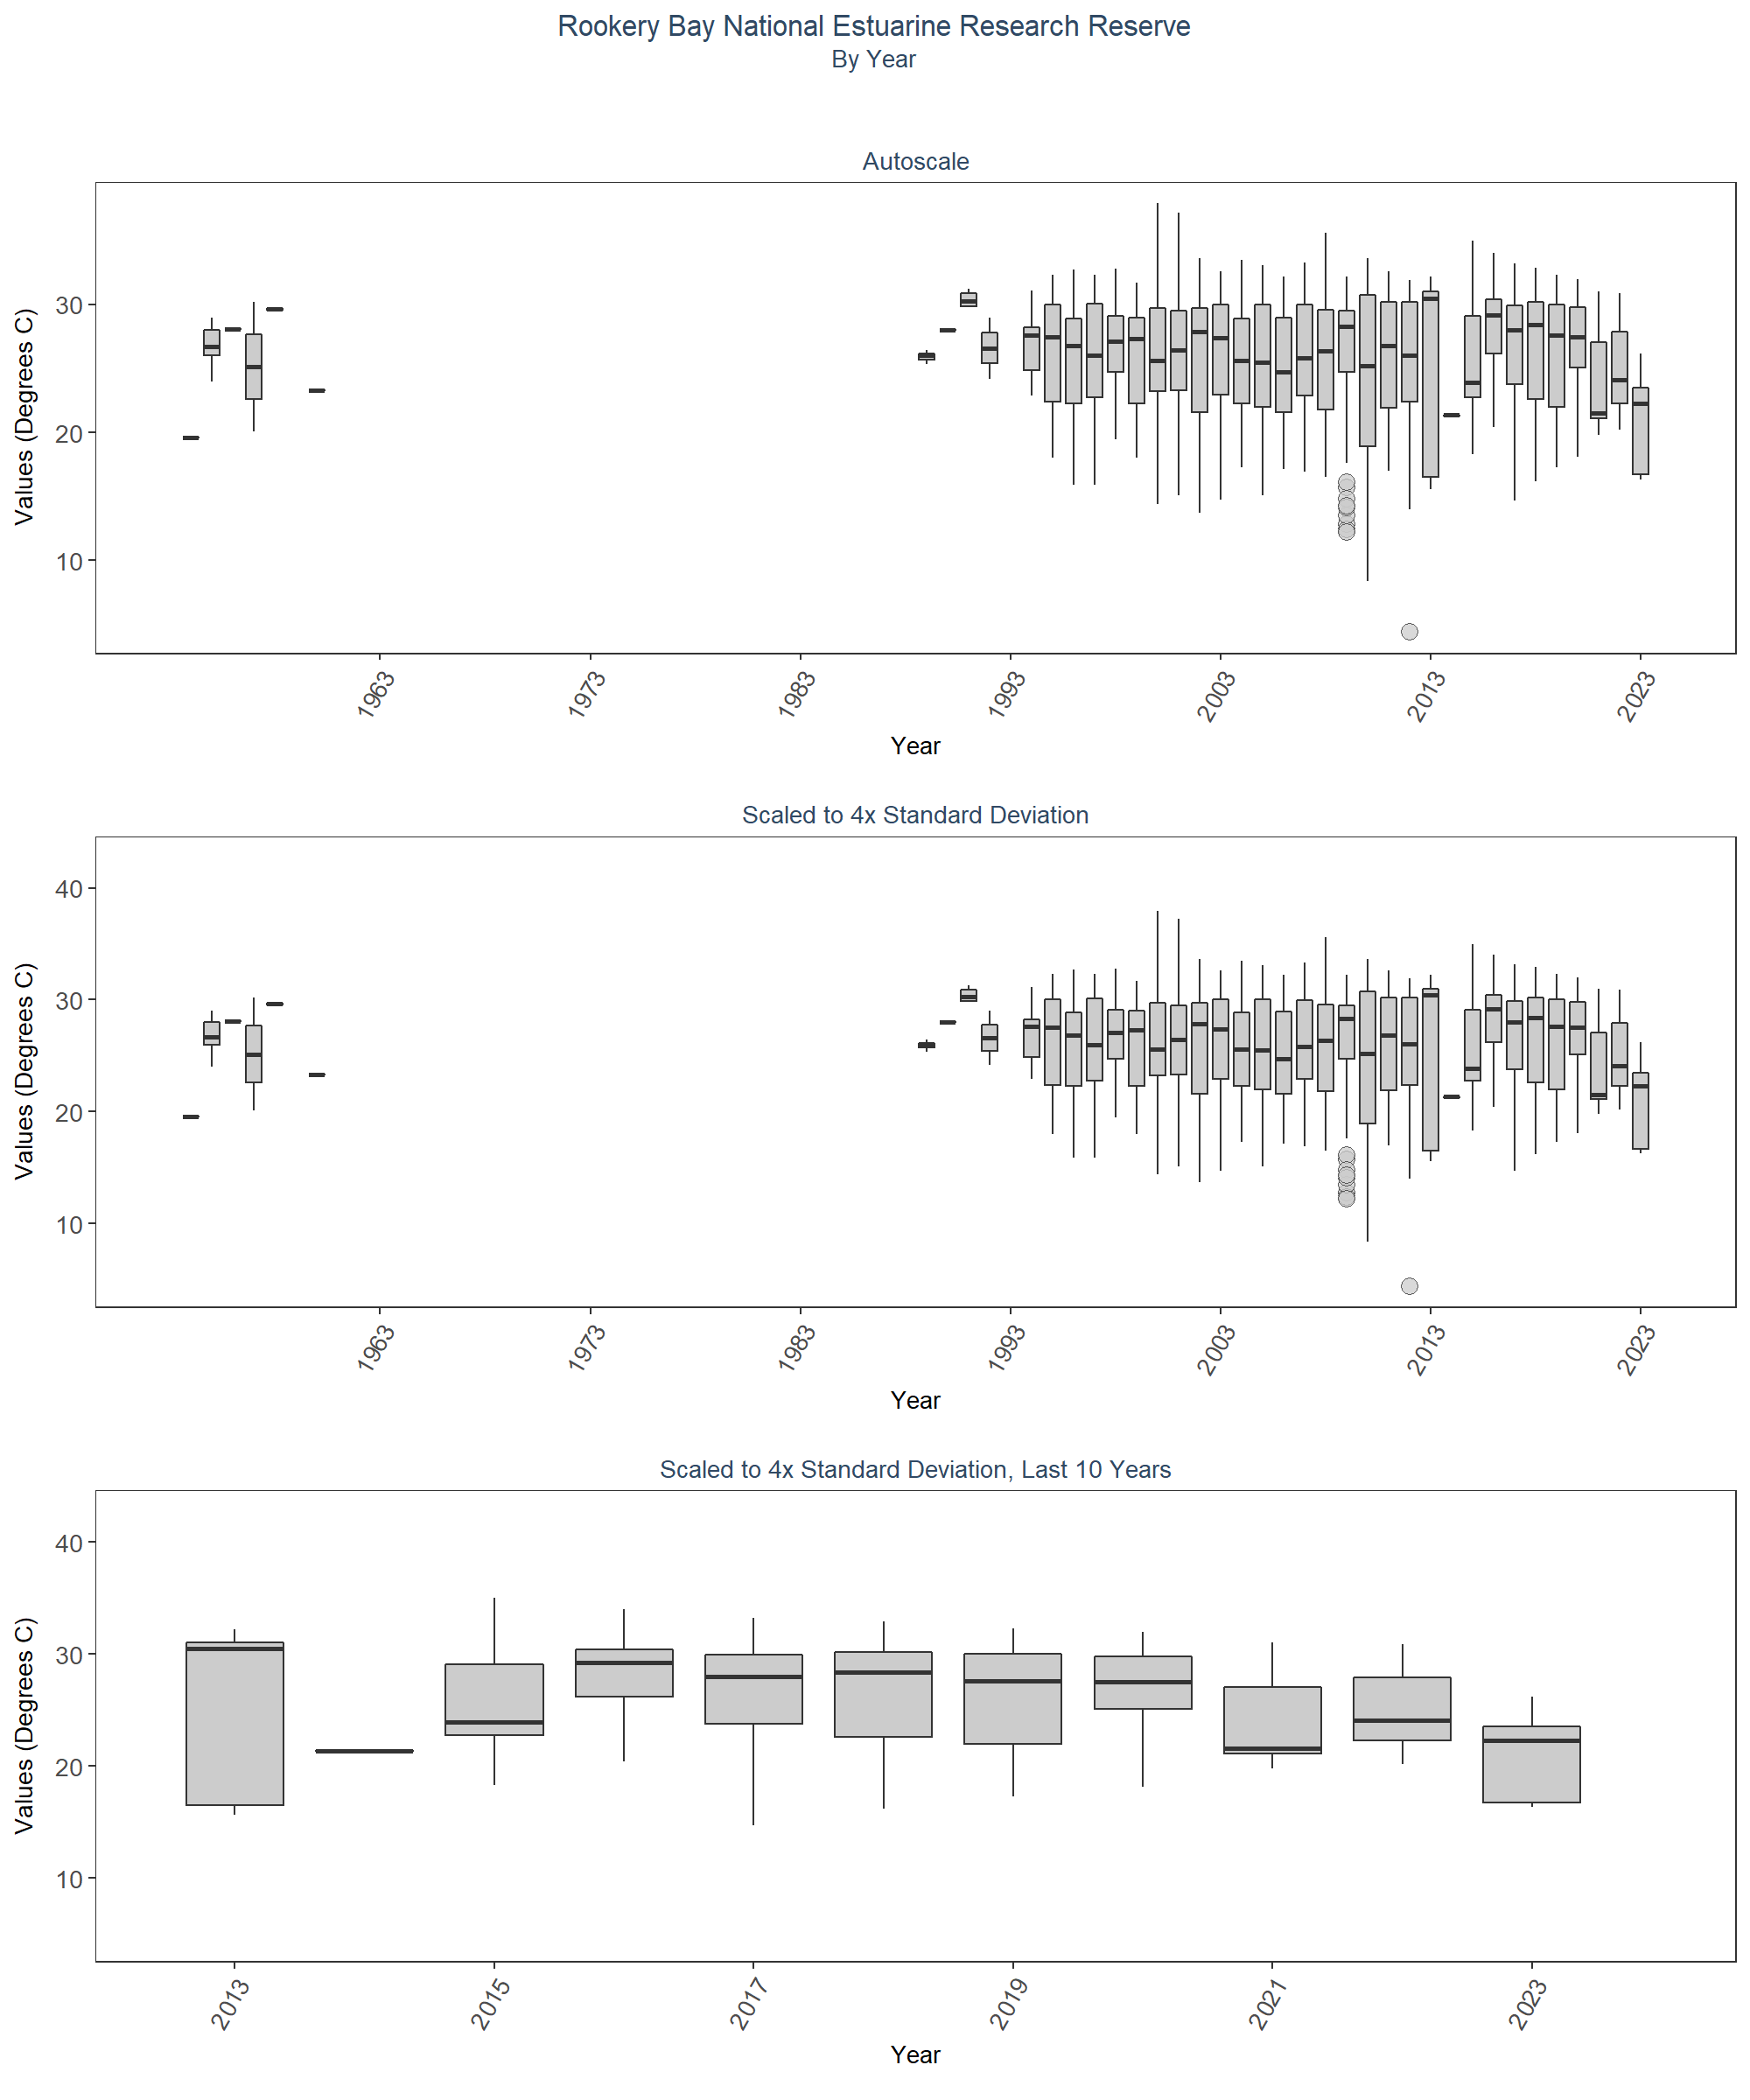 Rookery Bay National Estuarine Research Reserve
By Year
Autoscale
Values (Degrees C)
30
20
10
1963 1973 1983 1993 2003 2013 2023
Year
Scaled to 4x Standard Deviation
Values (Degrees C)
40
30
20
10
1963 1973 1983 1993 2003 2013 2023
Year
Scaled to 4x Standard Deviation, Last 10 Years
Values (Degrees C)
40
30
20
10
2013 2015 2017 2019 2021 2023
Year